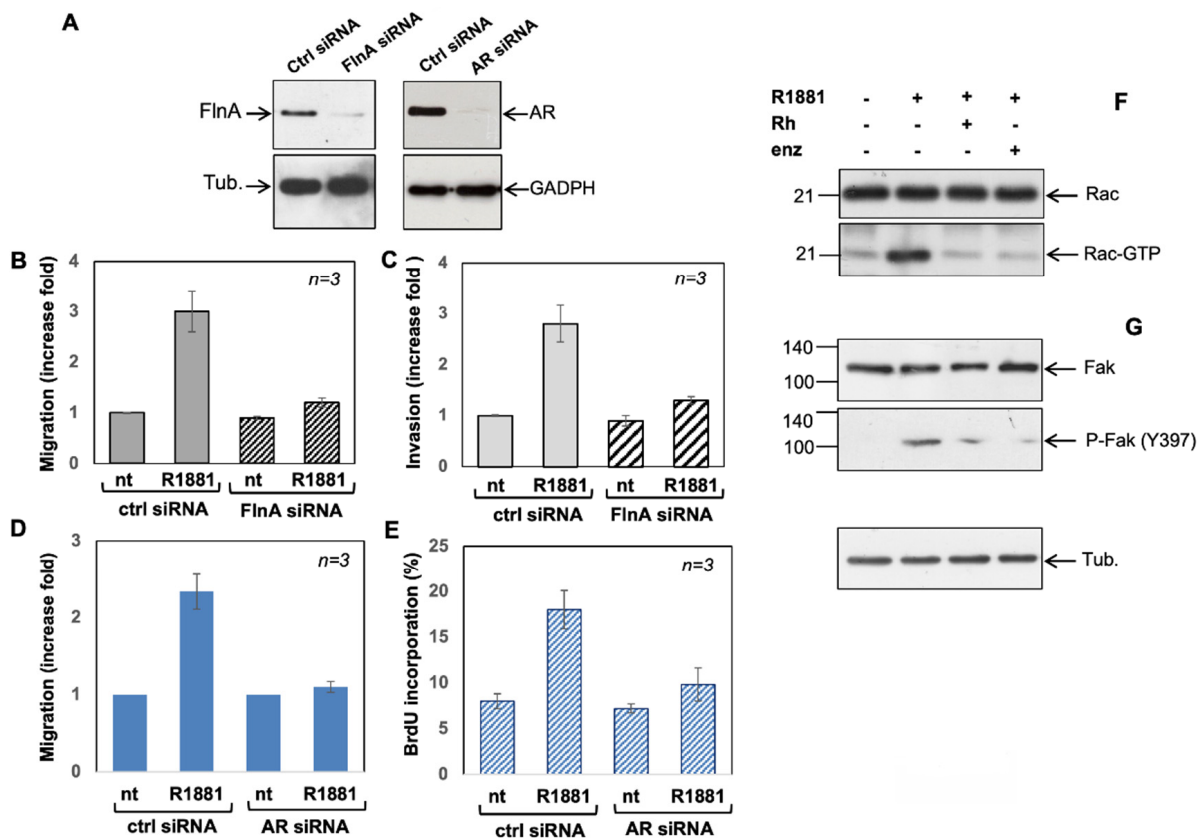 A
Ctrl siRNA
FlnA siRNA
Ctrl siRNA
AR siRNA
FlnA
AR
Tub.
GADPH
B
Migration (increase fold)
4
3
2
1
0
n=3
nt
R1881
nt
R1881
ctrl siRNA
FlnA siRNA
C
Invasion (increase fold)
4
3
2
1
0
n=3
nt
R1881
nt
R1881
ctrl siRNA
FlnA siRNA
D
Migration (increase fold)
3
2
1
0
n=3
nt
R1881
nt
R1881
ctrl siRNA
AR siRNA
E
BrdU incorporation (%)
25
20
15
10
5
0
n=3
nt
R1881
nt
R1881
ctrl siRNA
AR siRNA
F
R1881 - + + +
Rh - - + -
enz - - - +
21
Rac
21
Rac-GTP
G
140
100
Fak
140
100
P-Fak (Y397)
Tub.